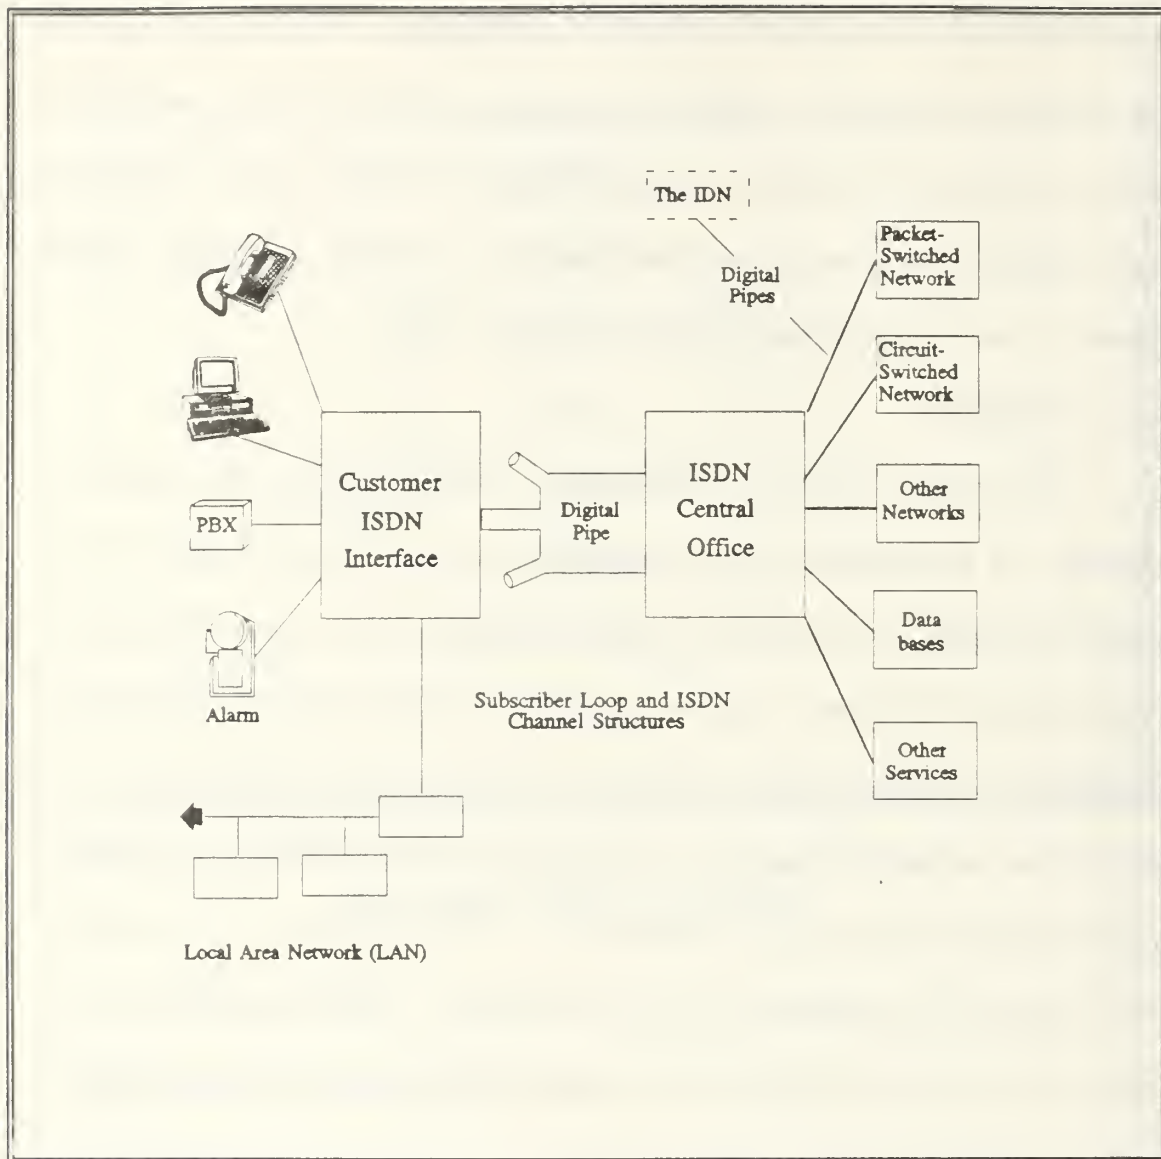 The IDN
Packet-
Switched
Network
Digital
Pipes
Circuit-
Switched
Network
Customer
ISDN
Interface
PBX
Digital
Pipe
ISDN
Central
Office
Other
Networks
Data
bases
Alarm
Subscriber Loop and ISDN
Channel Structures
Other
Services
Local Area Network (LAN)